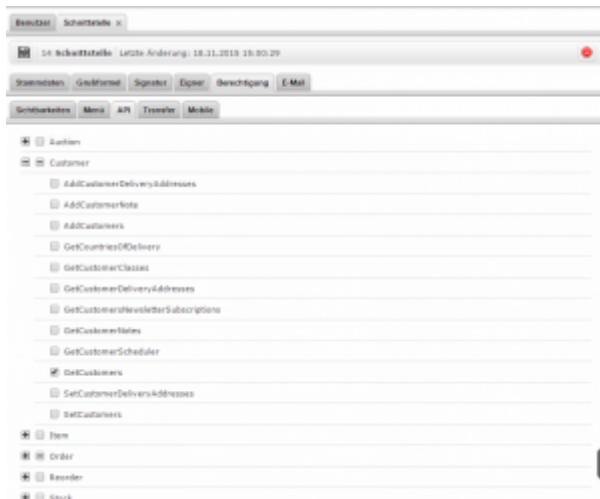 Benutzer Schnittstelle ×
14 Schnittstelle Letzte Änderung: 18.11.2015 15:00:29
Stammdaten Grußformel Signatur Eigner Berechtigung E-Mail
Sichtbarkeiten Menü API Transfer Mobile
Auction
Customer
AddCustomerDeliveryAddresses
AddCustomerNote
AddCustomers
GetCountriesOfDelivery
GetCustomerClasses
GetCustomerDeliveryAddresses
GetCustomersNewsletterSubscriptions
GetCustomerNotes
GetCustomerScheduler
GetCustomers
SetCustomerDeliveryAddresses
SetCustomers
Item
Order
Reorder
Stock